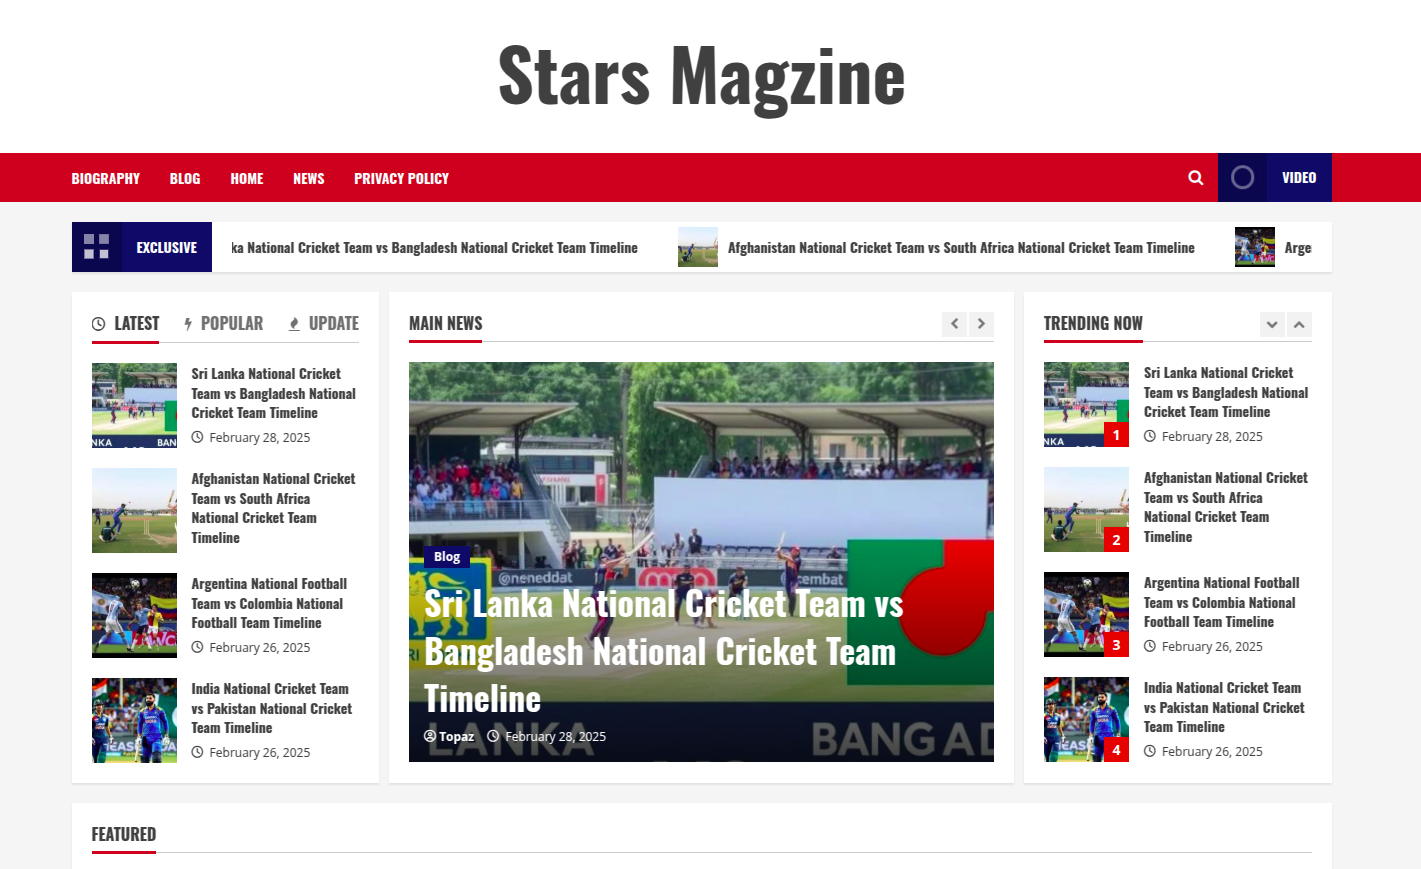 Stars Magzine
BIOGRAPHY BLOG HOME NEWS PRIVACY POLICY VIDEO
EXCLUSIVE ka National Cricket Team vs Bangladesh National Cricket Team Timeline Afghanistan National Cricket Team vs South Africa National Cricket Team Timeline Arge
LATEST POPULAR UPDATE
Sri Lanka National Cricket
Team vs Bangladesh National
Cricket Team Timeline
February 28, 2025
Afghanistan National Cricket
Team vs South Africa
National Cricket Team
Timeline
Argentina National Football
Team vs Colombia National
Football Team Timeline
February 26, 2025
India National Cricket Team
vs Pakistan National Cricket
Team Timeline
February 26, 2025
MAIN NEWS
Blog
@neneddat
cembat
Sri Lanka National Cricket Team vs
Bangladesh National Cricket Team
Timeline
Topaz February 28, 2025
LANKA BANGAD
TRENDING NOW
Sri Lanka National Cricket
Team vs Bangladesh National
Cricket Team Timeline
1
February 28, 2025
Afghanistan National Cricket
Team vs South Africa
National Cricket Team
Timeline
2
Argentina National Football
Team vs Colombia National
Football Team Timeline
3
February 26, 2025
India National Cricket Team
vs Pakistan National Cricket
Team Timeline
4
February 26, 2025
FEATURED